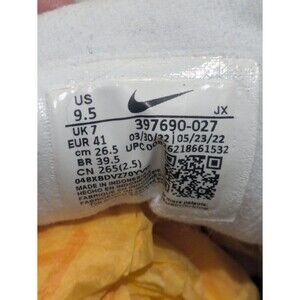 US
9.5
JX
UK 7
397690-027
EUR 41
03/30/22 05/23/22
cm 26.5
UPC 6218661532
BR 39.5
CN 265(2.5)
MADE IN